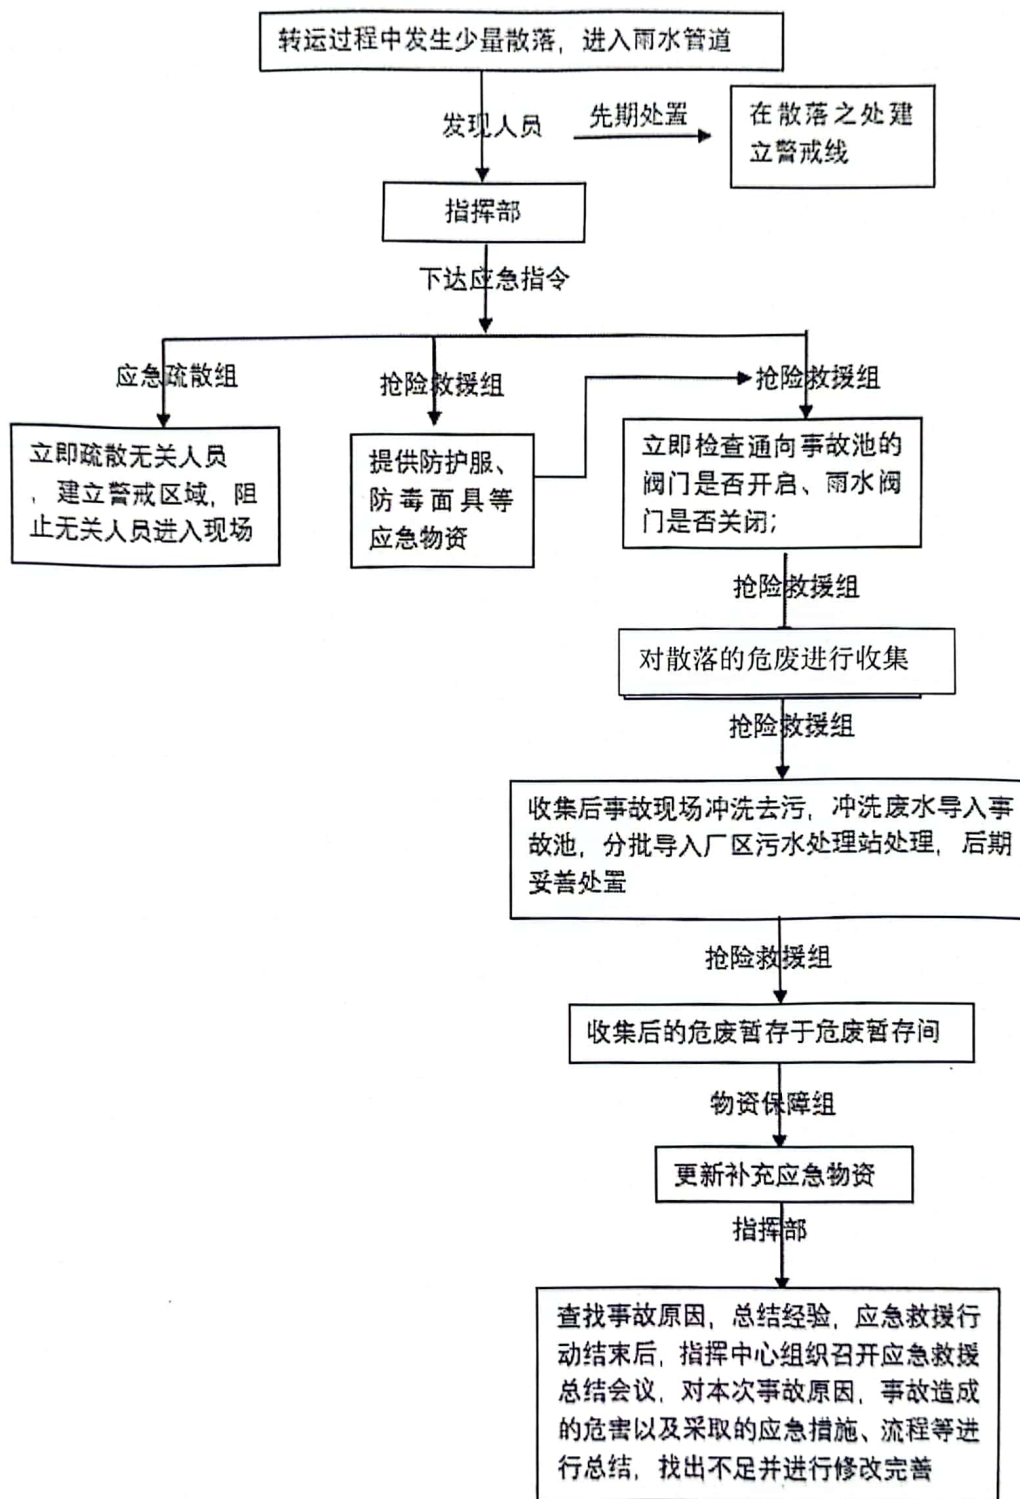 转运过程中发生少量散落，进入雨水管道
发现人员
先期处置
在散落之处建
立警戒线
指挥部
下达应急指令
应急疏散组
抢险救援组
抢险救援组
立即疏散无关人员
，建立警戒区域，阻
止无关人员进入现场
提供防护服、
防毒面具等
应急物资
立即检查通向事故池的
阀门是否开启、雨水阀
门是否关闭；
抢险救援组
对散落的危废进行收集
抢险救援组
收集后事故现场冲洗去污，冲洗废水导入事
故池，分批导入厂区污水处理站处理，后期
妥善处置
抢险救援组
收集后的危废暂存于危废暂存间
物资保障组
更新补充应急物资
指挥部
查找事故原因，总结经验，应急救援行
动结束后，指挥中心组织召开应急救援
总结会议，对本次事故原因，事故造成
的危害以及采取的应急措施、流程等进
行总结，找出不足并进行修改完善